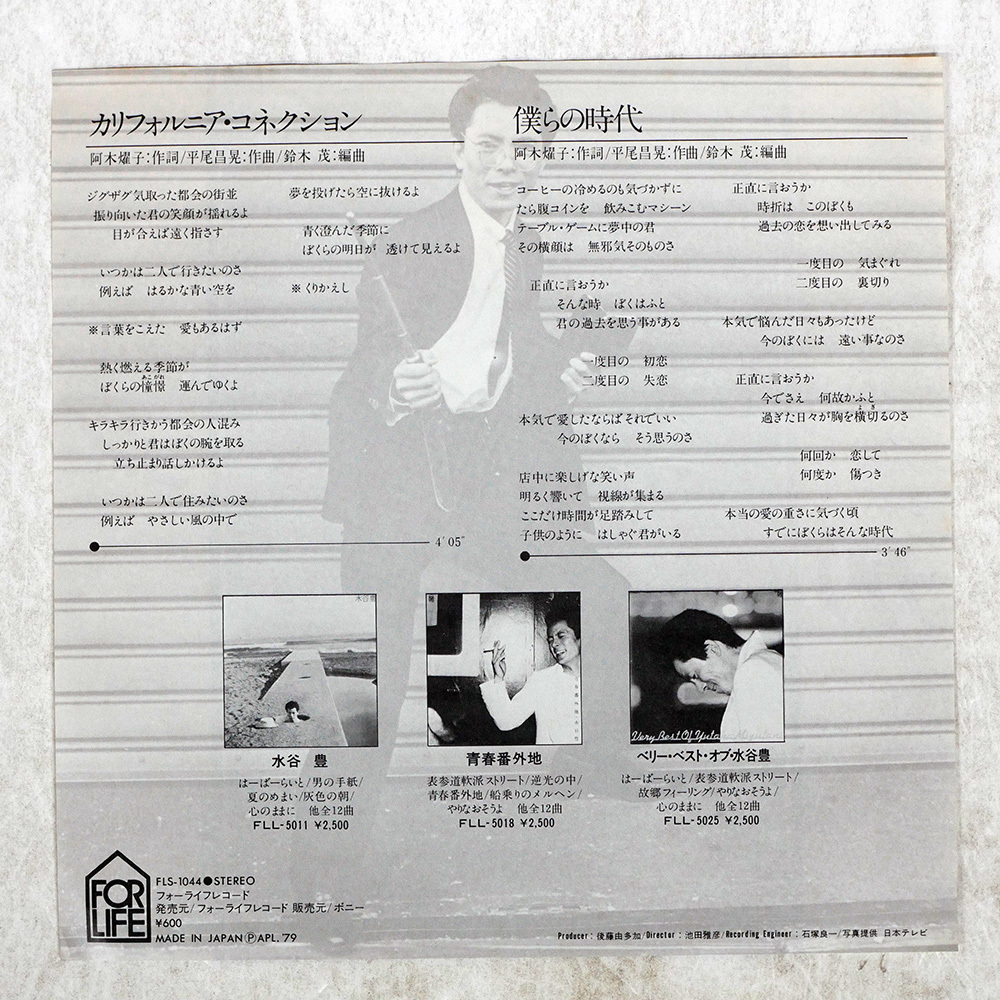 カリフォルニア・コネクション
阿木燿子:作詞/平尾昌晃:作曲/鈴木 茂:編曲
ジグザグ気取った都会の街並
振り向いた君の笑顔が揺れるよ
目が合えば遠く指さす
いつかは二人で行きたいのさ
例えば はるかな青い空を
※言葉をこえた 愛もあるはず
熱く燃える季節が
あこがれ
ぼくらの憧憬 運んでゆくよ
キラキラ行きかう都会の人混み
しっかりと君はぼくの腕を取る
立ち止まり話しかけるよ
いつかは二人で住みたいのさ
例えば やさしい風の中で
夢を投げたら空に抜けるよ
青く澄んだ季節に
ぼくらの明日が 透けて見えるよ
※くりかえし
4′05″
僕らの時代
阿木燿子:作詞/平尾昌晃:作曲/鈴木 茂:編曲
コーヒーの冷めるのも気づかずに
たら腹コインを 飲みこむマシーン
テーブル・ゲームに夢中の君
その横顔は 無邪気そのものさ
正直に言おうか
そんな時 ぼくはふと
君の過去を思う事がある
一度目の 初恋
二度目の 失恋
本気で愛したならばそれでいい
今のぼくなら そう思うのさ
店中に楽しげな笑い声
明るく響いて 視線が集まる
ここだけ時間が足踏みして
子供のように はしゃぐ君がいる
正直に言おうか
時折は このぼくも
過去の恋を想い出してみる
一度目の 気まぐれ
二度目の 裏切り
本気で悩んだ日々もあったけど
今のぼくには 遠い事なのさ
正直に言おうか
今でさえ 何故かふと
よぎ
過ぎた日々が胸を横切るのさ
何回か 恋して
何度か 傷つき
本当の愛の重さに気づく頃
すでにぼくらはそんな時代
3′46″
水谷豊
水谷 豊
はーばーらいと/男の手紙/
夏のめまい/灰色の朝/
心のままに 他全12曲
FLL-5011 ¥2,500
青春番外地・水谷豊
青春番外地
表参道軟派ストリート/逆光の中/
青春番外地/船乗りのメルヘン/
やりなおそうよ 他全12曲
FLL-5018 ¥2,500
Very Best Of Yuta
ベリー・ベスト・オブ・水谷豊
はーばーらいと/表参道軟派ストリート/
故郷フィーリング/やりなおそうよ/
心のままに 他全12曲
FLL-5025 ¥2,500
FOR
LIFE
FLS-1044●STEREO
フォーライフレコード
発売元/フォーライフレコード 販売元/ポニー
¥600
MADE IN JAPAN ⓅAPL.'79
Producer:後藤由多加/Director:池田雅彦/Recording Engineer:石塚良一/写真提供 日本テレビ